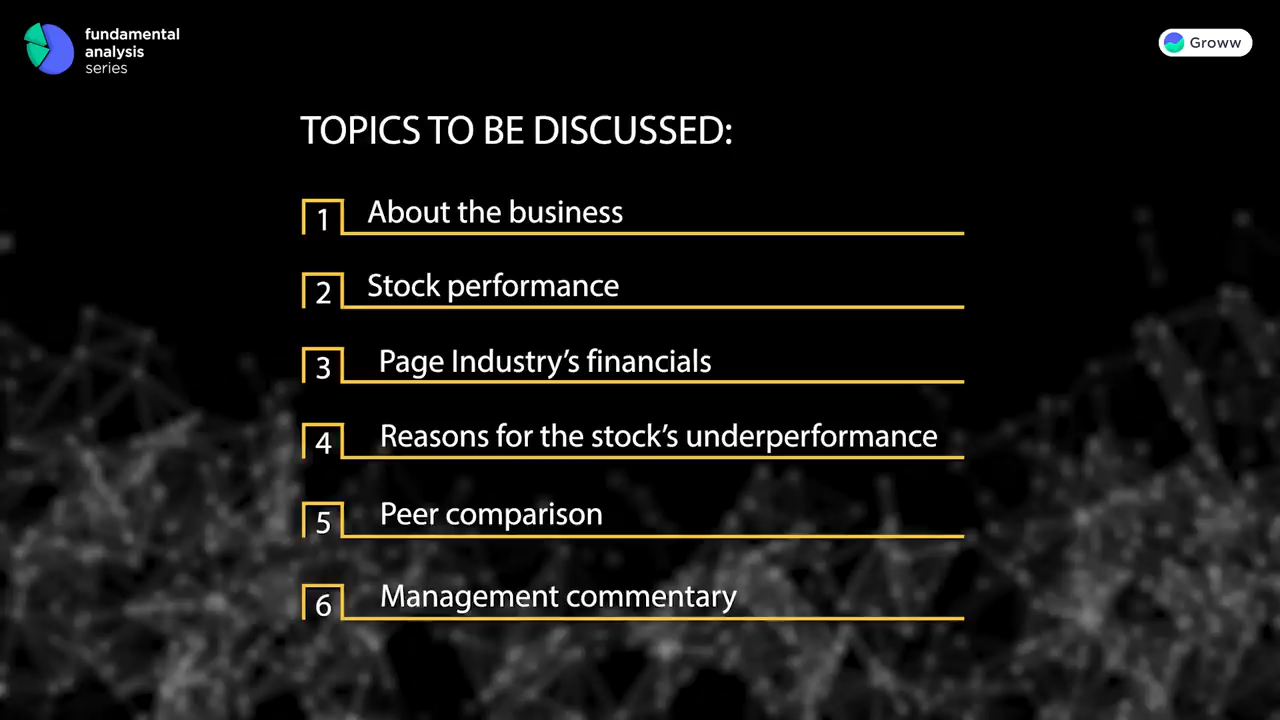 fundamental
analysis
series
Groww
TOPICS TO BE DISCUSSED:
1 About the business
2 Stock performance
3 Page Industry’s financials
4 Reasons for the stock’s underperformance
5 Peer comparison
6 Management commentary